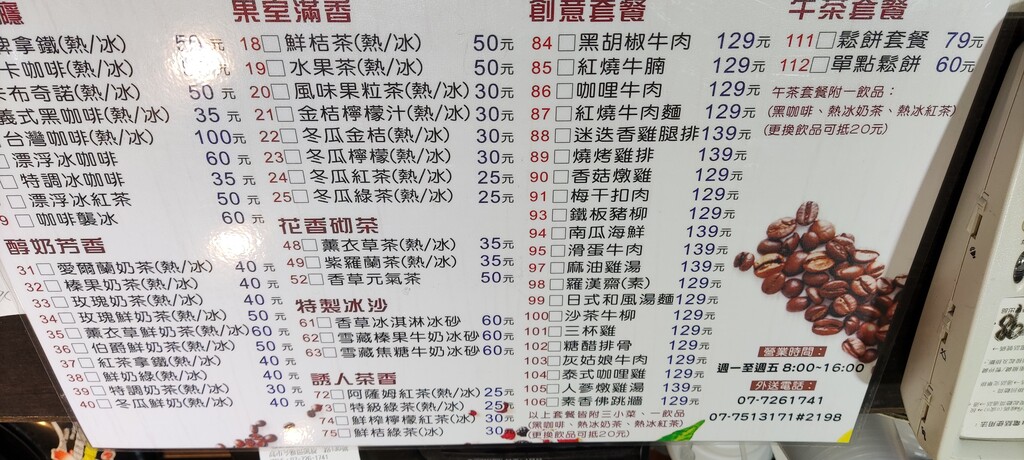 拿鐵(熱/冰) 50元
卡咖啡(熱/冰)
布奇諾(熱/冰) 50元
義式黑咖啡(熱/冰) 35元
台灣咖啡(熱/冰) 100元
漂浮冰咖啡 60元
特調冰咖啡 35元
漂浮冰紅茶 50元
咖啡襲冰 60元
醇奶芳香
31 愛爾蘭奶茶(熱/冰) 40元
32 榛果奶茶(熱/冰) 40元
33 玫瑰奶茶(熱/冰) 40元
34 玫瑰鮮奶茶(熱/冰) 50元
35 薰衣草鮮奶茶(熱/冰) 60元
36 伯爵鮮奶茶(熱/冰) 50元
37 紅茶拿鐵(熱/冰) 40元
38 鮮奶綠(熱/冰) 40元
39 特調奶茶(熱/冰) 30元
40 冬瓜鮮奶(熱/冰) 40元
果室滿香
18 鮮桔茶(熱/冰) 50元
19 水果茶(熱/冰) 50元
20 風味果粒茶(熱/冰) 30元
21 金桔檸檬汁(熱/冰) 30元
22 冬瓜金桔(熱/冰) 30元
23 冬瓜檸檬(熱/冰) 30元
24 冬瓜紅茶(熱/冰) 25元
25 冬瓜綠茶(熱/冰) 25元
花香砌茶
48 薰衣草茶(熱/冰) 35元
49 紫羅蘭茶(熱/冰) 35元
52 香草元氣茶 50元
特製冰沙
61 香草冰淇淋冰砂 60元
62 雪藏榛果牛奶冰砂 60元
63 雪藏焦糖牛奶冰砂 60元
誘人茶香
72 阿薩姆紅茶(熱/冰) 25元
73 特級綠茶(熱/冰) 25元
74 鮮榨檸檬紅茶(熱/冰) 30元
75 鮮桔綠茶(熱/冰) 30元
創意套餐
84 黑胡椒牛肉 129元
85 紅燒牛腩 129元
86 咖哩牛肉 129元
87 紅燒牛肉麵 129元
88 迷迭香雞腿排 139元
89 燒烤雞排 139元
90 香菇燉雞 129元
91 梅干扣肉 129元
93 鐵板豬柳 129元
94 南瓜海鮮 139元
95 滑蛋牛肉 139元
97 麻油雞湯 139元
98 羅漢齋(素) 129元
99 日式和風湯麵 129元
100 沙茶牛柳 129元
101 三杯雞 129元
102 糖醋排骨 129元
103 灰姑娘牛肉 129元
104 泰式咖哩雞 129元
105 人蔘燉雞湯 139元
106 素香佛跳牆 129元
以上套餐皆附三小菜、一飲品
(黑咖啡、熱冰奶茶、熱冰紅茶)
(更換飲品可抵20元)
午茶套餐
111 鬆餅套餐 79元
112 單點鬆餅 60元
午茶套餐附一飲品：
(黑咖啡、熱冰奶茶、熱冰紅茶)
(更換飲品可抵20元)
營業時間：
週一至週五 8:00~16:00
外送電話：
07-7261741
07-7513171#2198